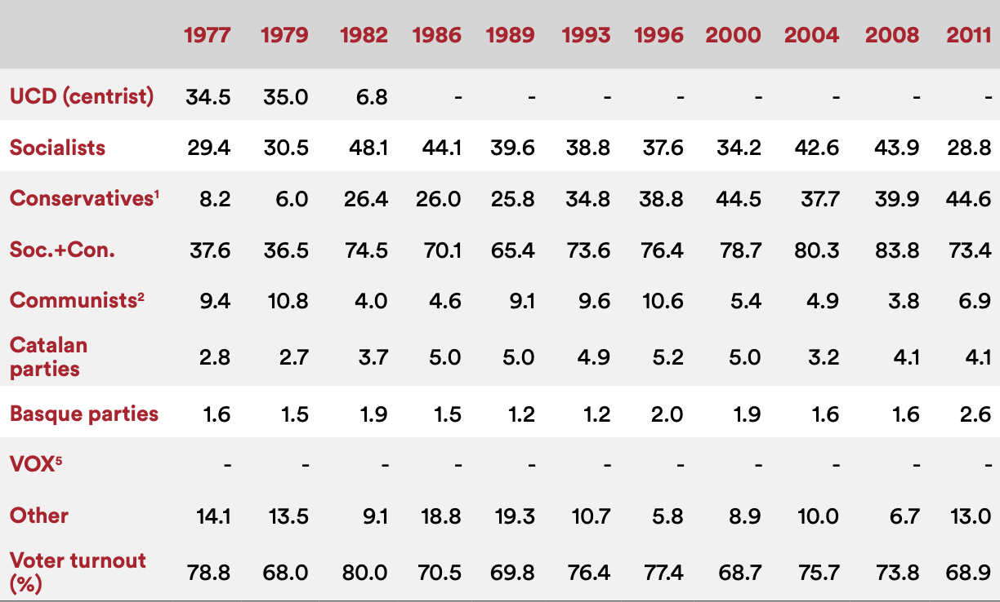 1977 1979 1982 1986 1989 1993 1996 2000 2004 2008 2011
UCD (centrist) 34.5 35.0 6.8 - - - - - - - -
Socialists 29.4 30.5 48.1 44.1 39.6 38.8 37.6 34.2 42.6 43.9 28.8
Conservatives¹ 8.2 6.0 26.4 26.0 25.8 34.8 38.8 44.5 37.7 39.9 44.6
Soc.+Con. 37.6 36.5 74.5 70.1 65.4 73.6 76.4 78.7 80.3 83.8 73.4
Communists² 9.4 10.8 4.0 4.6 9.1 9.6 10.6 5.4 4.9 3.8 6.9
Catalan
parties 2.8 2.7 3.7 5.0 5.0 4.9 5.2 5.0 3.2 4.1 4.1
Basque parties 1.6 1.5 1.9 1.5 1.2 1.2 2.0 1.9 1.6 1.6 2.6
VOX⁵ - - - - - - - - - - -
Other 14.1 13.5 9.1 18.8 19.3 10.7 5.8 8.9 10.0 6.7 13.0
Voter turnout
(%) 78.8 68.0 80.0 70.5 69.8 76.4 77.4 68.7 75.7 73.8 68.9